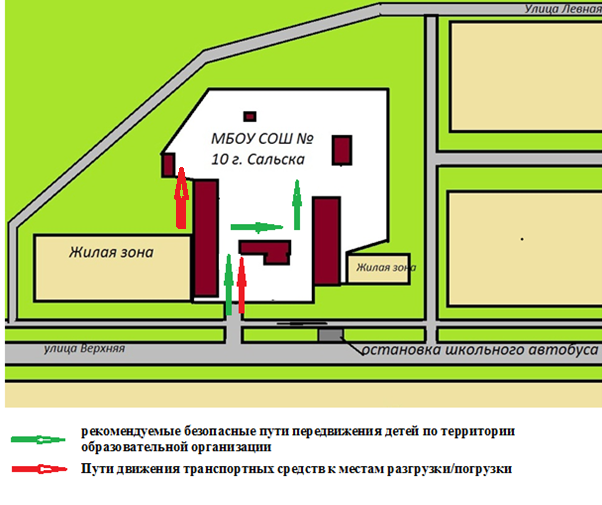 Улица Левная
МБОУ СОШ №
10 г. Сальска
Жилая зона
Жилая зона
улица Верхняя
остановка школьного автобуса
рекомендуемые безопасные пути передвижения детей по территории
образовательной организации
Пути движения транспортных средств к местам разгрузки/погрузки